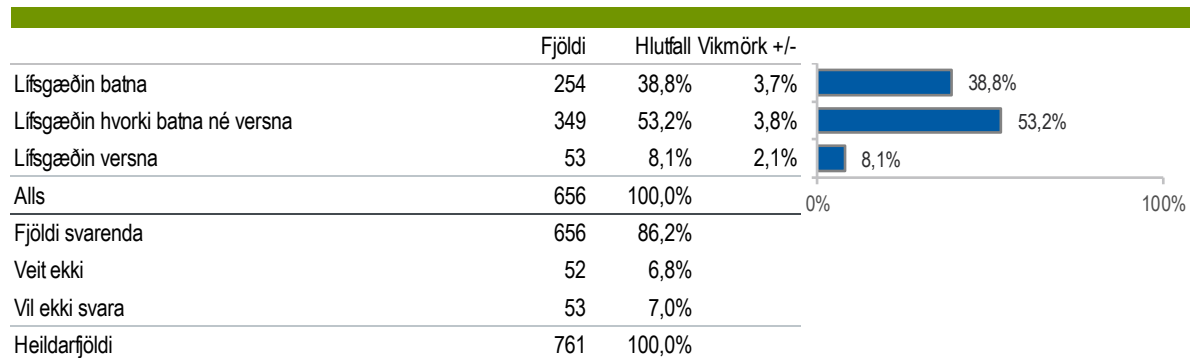 Fjöldi Hlutfall Vikmörk +/-
Lífsgæðin batna 254 38,8% 3,7% 38,8%
Lífsgæðin hvorki batna né versna 349 53,2% 3,8% 53,2%
Lífsgæðin versna 53 8,1% 2,1% 8,1%
Alls 656 100,0%
0% 100%
Fjöldi svarenda 656 86,2%
Veit ekki 52 6,8%
Vil ekki svara 53 7,0%
Heildarfjöldi 761 100,0%